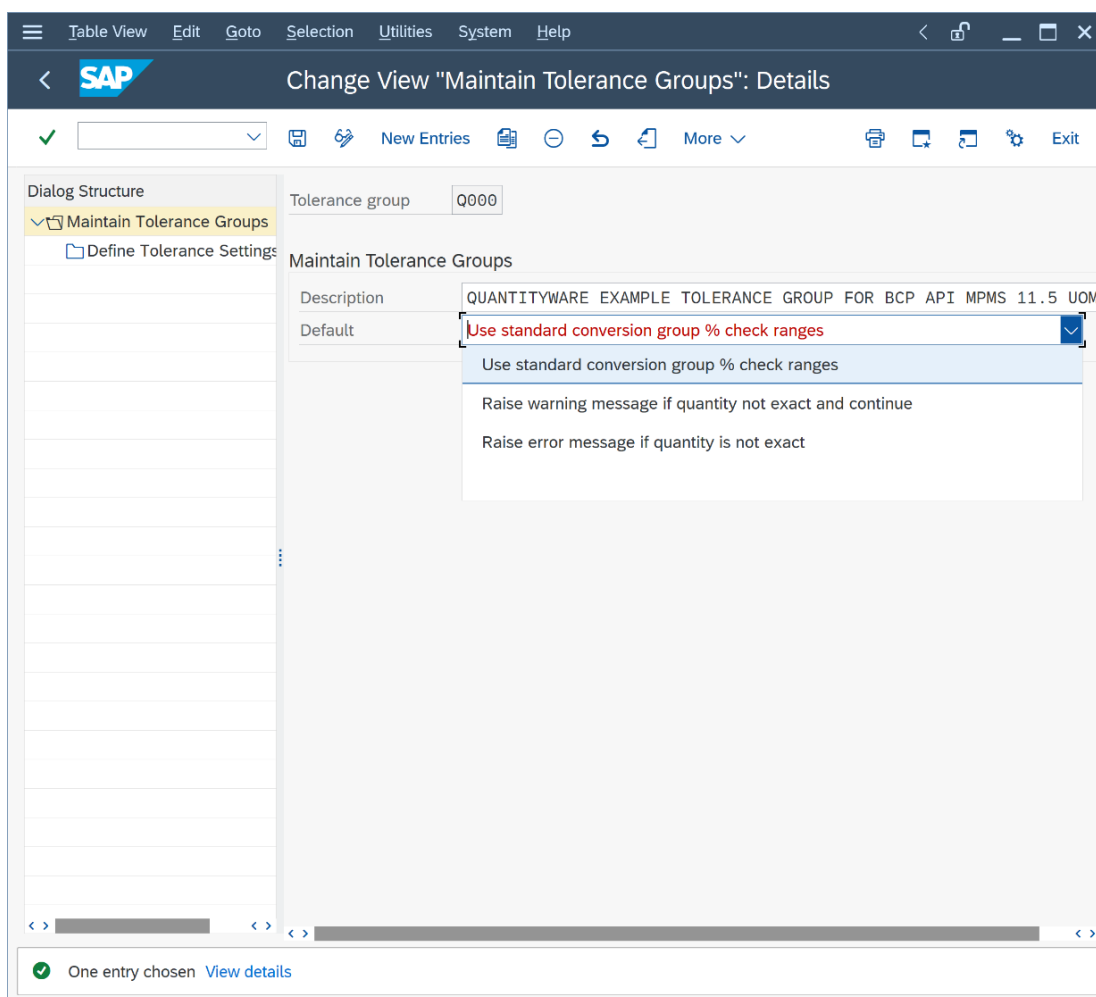 Table View Edit Goto Selection Utilities System Help
SAP Change View "Maintain Tolerance Groups": Details
New Entries More Exit
Dialog Structure
Maintain Tolerance Groups
Define Tolerance Settings
Tolerance group Q000
Maintain Tolerance Groups
Description QUANTITYWARE EXAMPLE TOLERANCE GROUP FOR BCP API MPMS 11.5 UOM
Default Use standard conversion group % check ranges
Use standard conversion group % check ranges
Raise warning message if quantity not exact and continue
Raise error message if quantity is not exact
One entry chosen View details